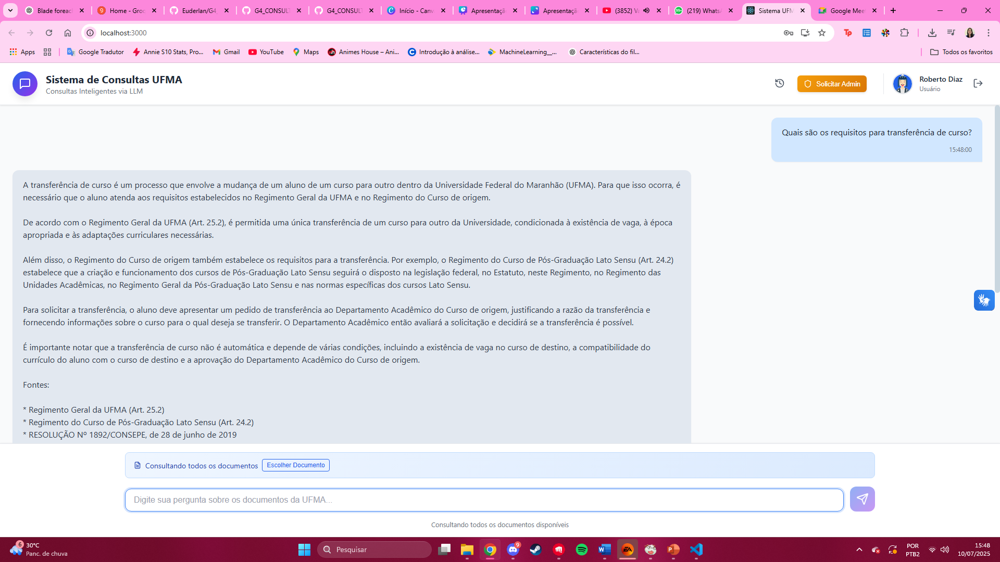 Blade foreac
Home - Groc
Euderlan/G4
G4_CONSULT
G4_CONSULT
Início - Canv
Apresentaçã
Apresentaçã
(3852) Va
(219) WhatsA
Sistema UFM
Google Mee
localhost:3000
Apps
Google Tradutor
Annie S10 Stats, Pro...
Gmail
YouTube
Maps
Animes House – Ani...
Introdução à análise...
MachineLearning__...
Características do fil...
Todos os favoritos
Sistema de Consultas UFMA
Consultas Inteligentes via LLM
Solicitar Admin
Roberto Diaz
Usuário
Quais são os requisitos para transferência de curso?
15:48:00
A transferência de curso é um processo que envolve a mudança de um aluno de um curso para outro dentro da Universidade Federal do Maranhão (UFMA). Para que isso ocorra, é
necessário que o aluno atenda aos requisitos estabelecidos no Regimento Geral da UFMA e no Regimento do Curso de origem.
De acordo com o Regimento Geral da UFMA (Art. 25.2), é permitida uma única transferência de um curso para outro da Universidade, condicionada à existência de vaga, à época
apropriada e às adaptações curriculares necessárias.
Além disso, o Regimento do Curso de origem também estabelece os requisitos para a transferência. Por exemplo, o Regimento do Curso de Pós-Graduação Lato Sensu (Art. 24.2)
estabelece que a criação e funcionamento dos cursos de Pós-Graduação Lato Sensu seguirá o disposto na legislação federal, no Estatuto, neste Regimento, no Regimento das
Unidades Acadêmicas, no Regimento Geral da Pós-Graduação Lato Sensu e nas normas específicas dos cursos Lato Sensu.
Para solicitar a transferência, o aluno deve apresentar um pedido de transferência ao Departamento Acadêmico do Curso de origem, justificando a razão da transferência e
fornecendo informações sobre o curso para o qual deseja se transferir. O Departamento Acadêmico então avaliará a solicitação e decidirá se a transferência é possível.
É importante notar que a transferência de curso não é automática e depende de várias condições, incluindo a existência de vaga no curso de destino, a compatibilidade do
currículo do aluno com o curso de destino e a aprovação do Departamento Acadêmico do Curso de origem.
Fontes:
* Regimento Geral da UFMA (Art. 25.2)
* Regimento do Curso de Pós-Graduação Lato Sensu (Art. 24.2)
* RESOLUÇÃO Nº 1892/CONSEPE, de 28 de junho de 2019
Consultando todos os documentos
Escolher Documento
Digite sua pergunta sobre os documentos da UFMA...
Consultando todos os documentos disponíveis
6
30°C
Panc. de chuva
Pesquisar
9
POR
PTB2
15:48
10/07/2025